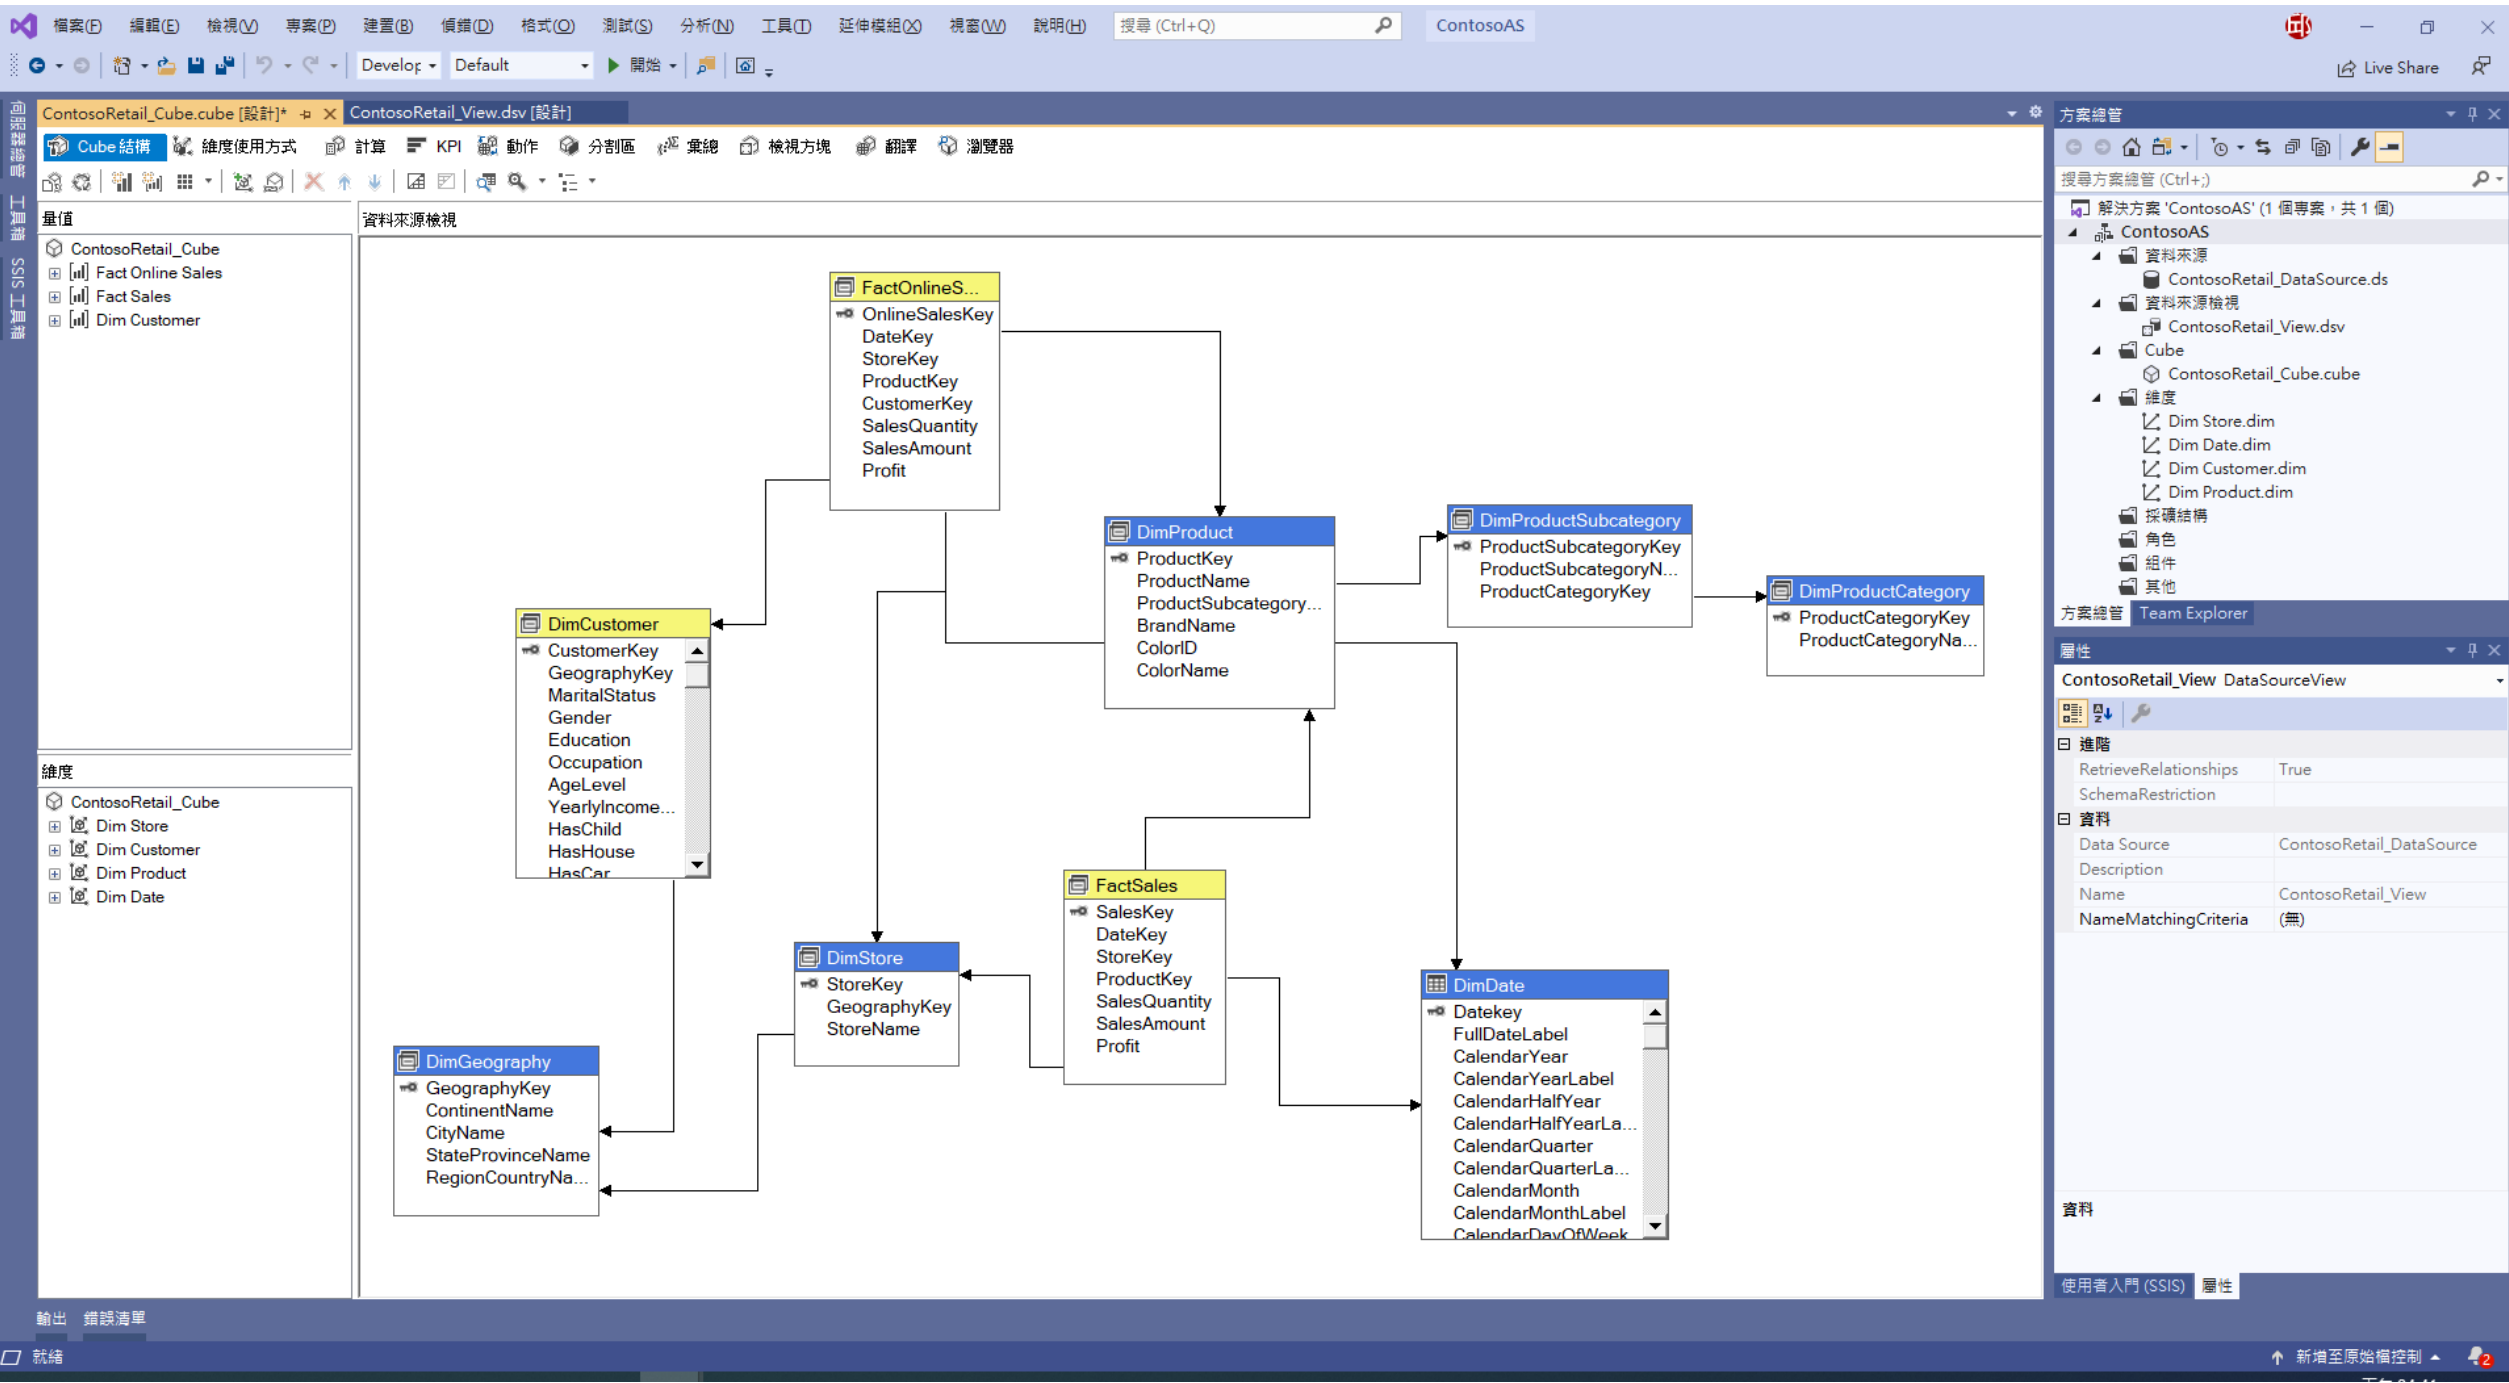 檔案(F) 編輯(E) 檢視(V) 專案(P) 建置(B) 偵錯(D) 格式(O) 測試(S) 分析(N) 工具(T) 延伸模組(X) 視窗(W) 說明(H) 搜尋 (Ctrl+Q) ContosoAS
Develop Default 開始 Live Share
伺服器總管
工具箱
SSIS 工具箱
ContosoRetail_Cube.cube [設計]* ContosoRetail_View.dsv [設計]
Cube 結構 維度使用方式 計算 KPI 動作 分割區 彙總 檢視方塊 翻譯 瀏覽器
量值
ContosoRetail_Cube
Fact Online Sales
Fact Sales
Dim Customer
維度
ContosoRetail_Cube
Dim Store
Dim Customer
Dim Product
Dim Date
資料來源檢視
FactOnlineS...
OnlineSalesKey
DateKey
StoreKey
ProductKey
CustomerKey
SalesQuantity
SalesAmount
Profit
DimProduct
ProductKey
ProductName
ProductSubcategory...
BrandName
ColorID
ColorName
DimProductSubcategory
ProductSubcategoryKey
ProductSubcategoryN...
ProductCategoryKey
DimProductCategory
ProductCategoryKey
ProductCategoryNa...
DimCustomer
CustomerKey
GeographyKey
MaritalStatus
Gender
Education
Occupation
AgeLevel
YearlyIncome...
HasChild
HasHouse
HasCar
FactSales
SalesKey
DateKey
StoreKey
ProductKey
SalesQuantity
SalesAmount
Profit
DimStore
StoreKey
GeographyKey
StoreName
DimDate
Datekey
FullDateLabel
CalendarYear
CalendarYearLabel
CalendarHalfYear
CalendarHalfYearLa...
CalendarQuarter
CalendarQuarterLa...
CalendarMonth
CalendarMonthLabel
CalendarDayOfWeek
DimGeography
GeographyKey
ContinentName
CityName
StateProvinceName
RegionCountryNa...
方案總管
搜尋方案總管 (Ctrl+;)
解決方案 'ContosoAS' (1 個專案，共 1 個)
ContosoAS
資料來源
ContosoRetail_DataSource.ds
資料來源檢視
ContosoRetail_View.dsv
Cube
ContosoRetail_Cube.cube
維度
Dim Store.dim
Dim Date.dim
Dim Customer.dim
Dim Product.dim
採礦結構
角色
組件
其他
方案總管 Team Explorer
屬性
ContosoRetail_View DataSourceView
進階
RetrieveRelationships True
SchemaRestriction
資料
Data Source ContosoRetail_DataSource
Description
Name ContosoRetail_View
NameMatchingCriteria (無)
資料
使用者入門 (SSIS) 屬性
輸出 錯誤清單
就緒 新增至原始檔控制 2